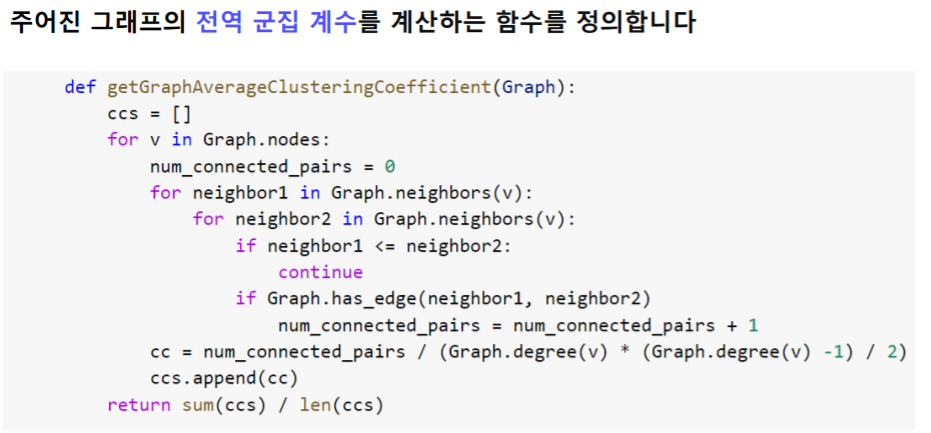 주어진 그래프의 전역 군집 계수를 계산하는 함수를 정의합니다
def getGraphAverageClusteringCoefficient(Graph):
    ccs = []
    for v in Graph.nodes:
        num_connected_pairs = 0
        for neighbor1 in Graph.neighbors(v):
            for neighbor2 in Graph.neighbors(v):
                if neighbor1 <= neighbor2:
                    continue
                if Graph.has_edge(neighbor1, neighbor2)
                    num_connected_pairs = num_connected_pairs + 1
        cc = num_connected_pairs / (Graph.degree(v) * (Graph.degree(v) -1) / 2)
        ccs.append(cc)
    return sum(ccs) / len(ccs)